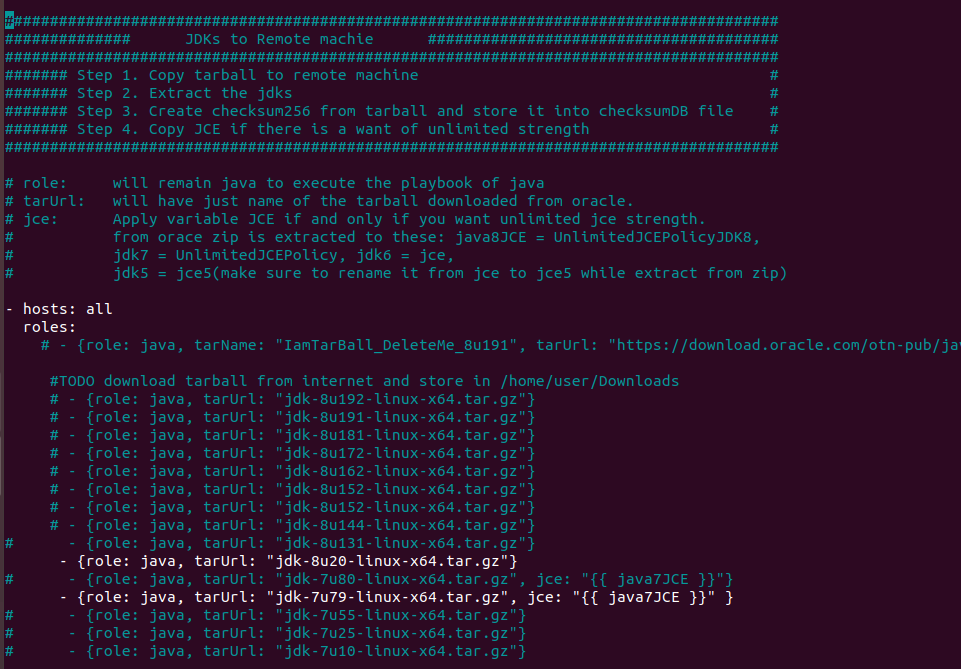 ######################################################################################
##############      JDKs to Remote machie      #######################################
######################################################################################
####### Step 1. Copy tarball to remote machine                                       #
####### Step 2. Extract the jdks                                                     #
####### Step 3. Create checksum256 from tarball and store it into checksumDB file    #
####### Step 4. Copy JCE if there is a want of unlimited strength                    #
######################################################################################

# role:     will remain java to execute the playbook of java
# tarUrl:   will have just name of the tarball downloaded from oracle.
# jce:      Apply variable JCE if and only if you want unlimited jce strength.
#           from orace zip is extracted to these: java8JCE = UnlimitedJCEPolicyJDK8,
#           jdk7 = UnlimitedJCEPolicy, jdk6 = jce,
#           jdk5 = jce5(make sure to rename it from jce to jce5 while extract from zip)

- hosts: all
  roles:
    # - {role: java, tarName: "IamTarBall_DeleteMe_8u191", tarUrl: "https://download.oracle.com/otn-pub/jav

     #TODO download tarball from internet and store in /home/user/Downloads
     # - {role: java, tarUrl: "jdk-8u192-linux-x64.tar.gz"}
     # - {role: java, tarUrl: "jdk-8u191-linux-x64.tar.gz"}
     # - {role: java, tarUrl: "jdk-8u181-linux-x64.tar.gz"}
     # - {role: java, tarUrl: "jdk-8u172-linux-x64.tar.gz"}
     # - {role: java, tarUrl: "jdk-8u162-linux-x64.tar.gz"}
     # - {role: java, tarUrl: "jdk-8u152-linux-x64.tar.gz"}
     # - {role: java, tarUrl: "jdk-8u152-linux-x64.tar.gz"}
     # - {role: java, tarUrl: "jdk-8u144-linux-x64.tar.gz"}
#      - {role: java, tarUrl: "jdk-8u131-linux-x64.tar.gz"}
      - {role: java, tarUrl: "jdk-8u20-linux-x64.tar.gz"}
#      - {role: java, tarUrl: "jdk-7u80-linux-x64.tar.gz", jce: "{{ java7JCE }}"}
      - {role: java, tarUrl: "jdk-7u79-linux-x64.tar.gz", jce: "{{ java7JCE }}" }
#      - {role: java, tarUrl: "jdk-7u55-linux-x64.tar.gz"}
#      - {role: java, tarUrl: "jdk-7u25-linux-x64.tar.gz"}
#      - {role: java, tarUrl: "jdk-7u10-linux-x64.tar.gz"}